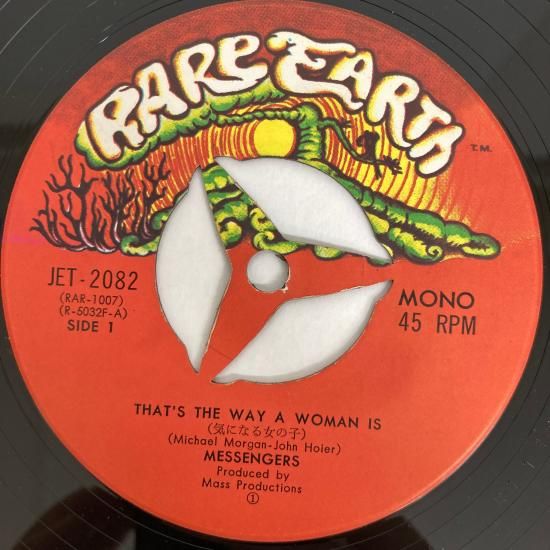 RARE EARTH
T.M.
JET-2082
(RAR-1007)
(R-5032F-A)
SIDE 1
MONO
45 RPM
THAT'S THE WAY A WOMAN IS
(気になる女の子)
(Michael Morgan-John Hoier)
MESSENGERS
Produced by
Mass Productions
①